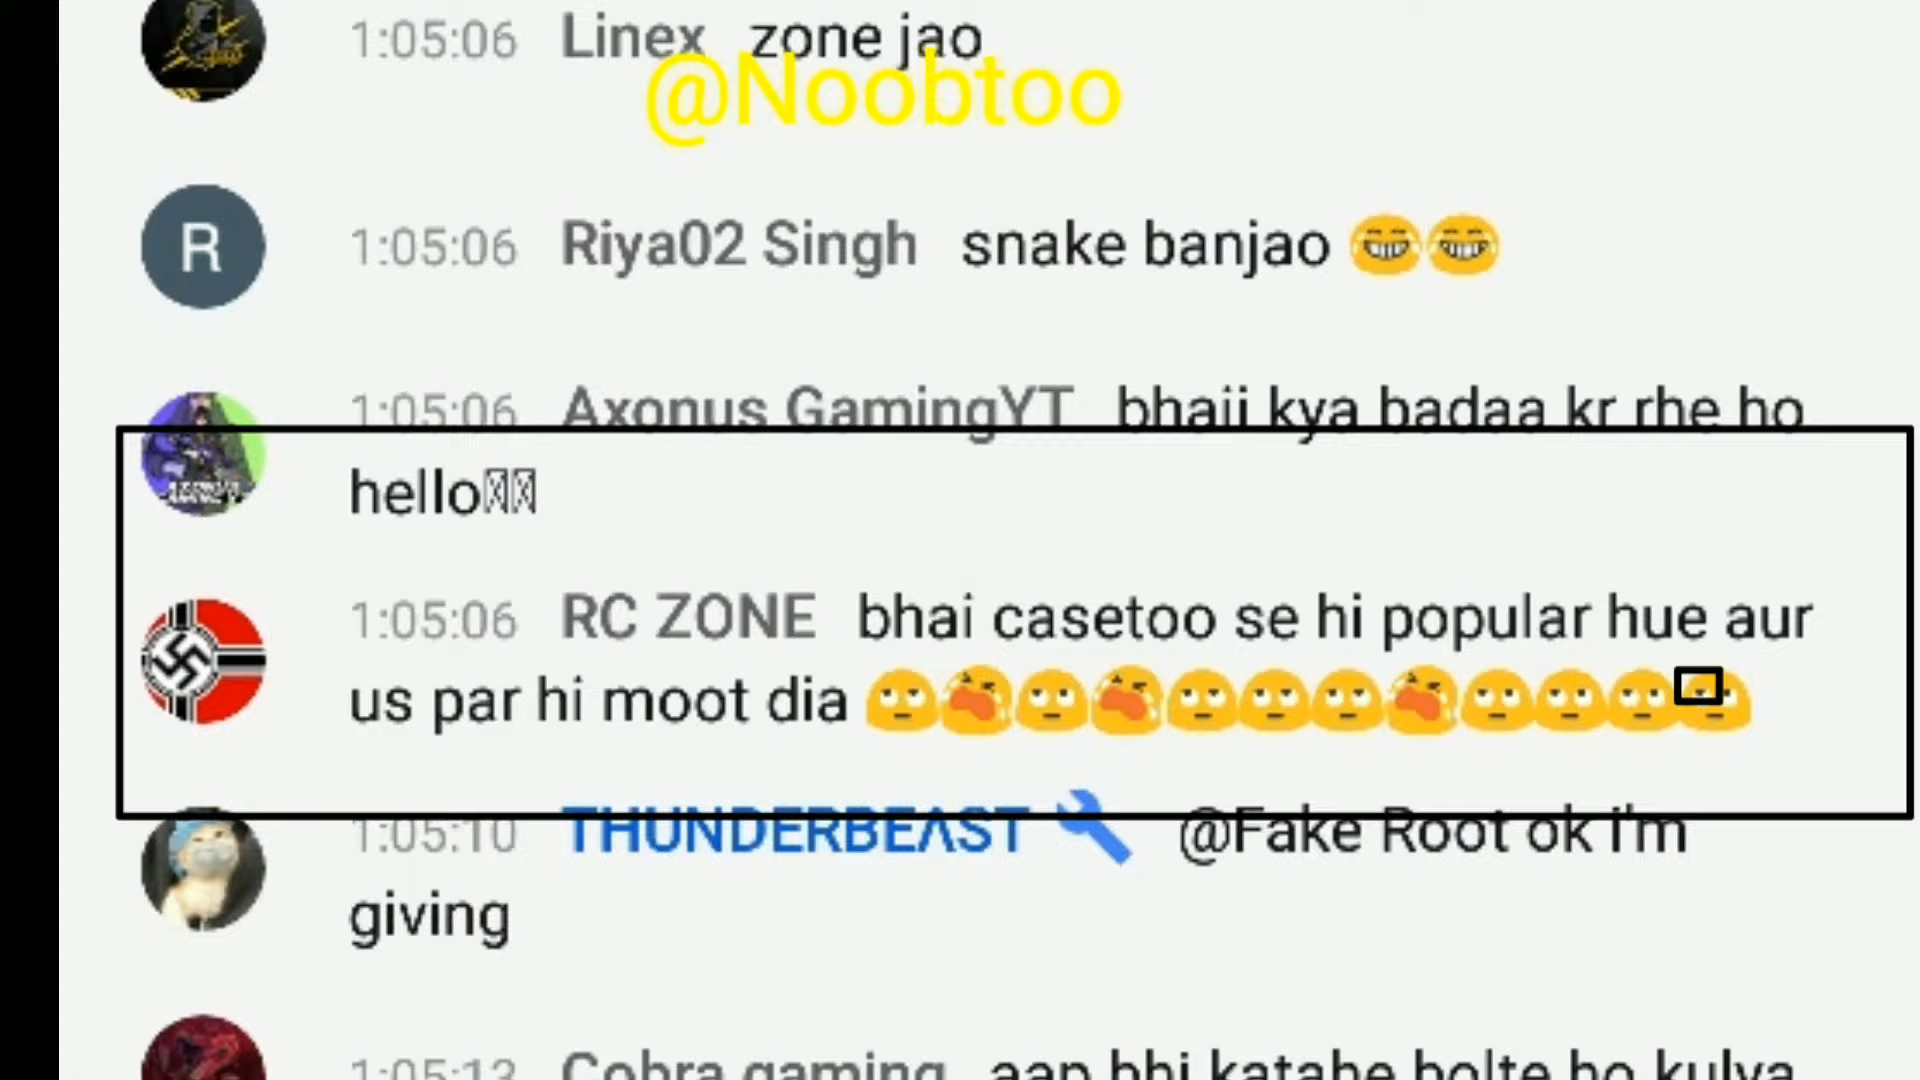 1:05:06 Linex zone jao
@Noobtoo
R 1:05:06 Riya02 Singh snake banjao 😂😂
1:05:06 Axonus GamingYT bhaii kya badaa kr rhe ho
hello
1:05:06 RC ZONE bhai casetoo se hi popular hue aur
us par hi moot dia 🙄🤣🙄🤣🙄🙄🙄🤣🙄🙄🙄🙄
1:05:10 THUNDERBEΛST @Fake Root ok I'm
giving
1:05:13 Cobra gaming aap bhi katahe bolte ho kulva